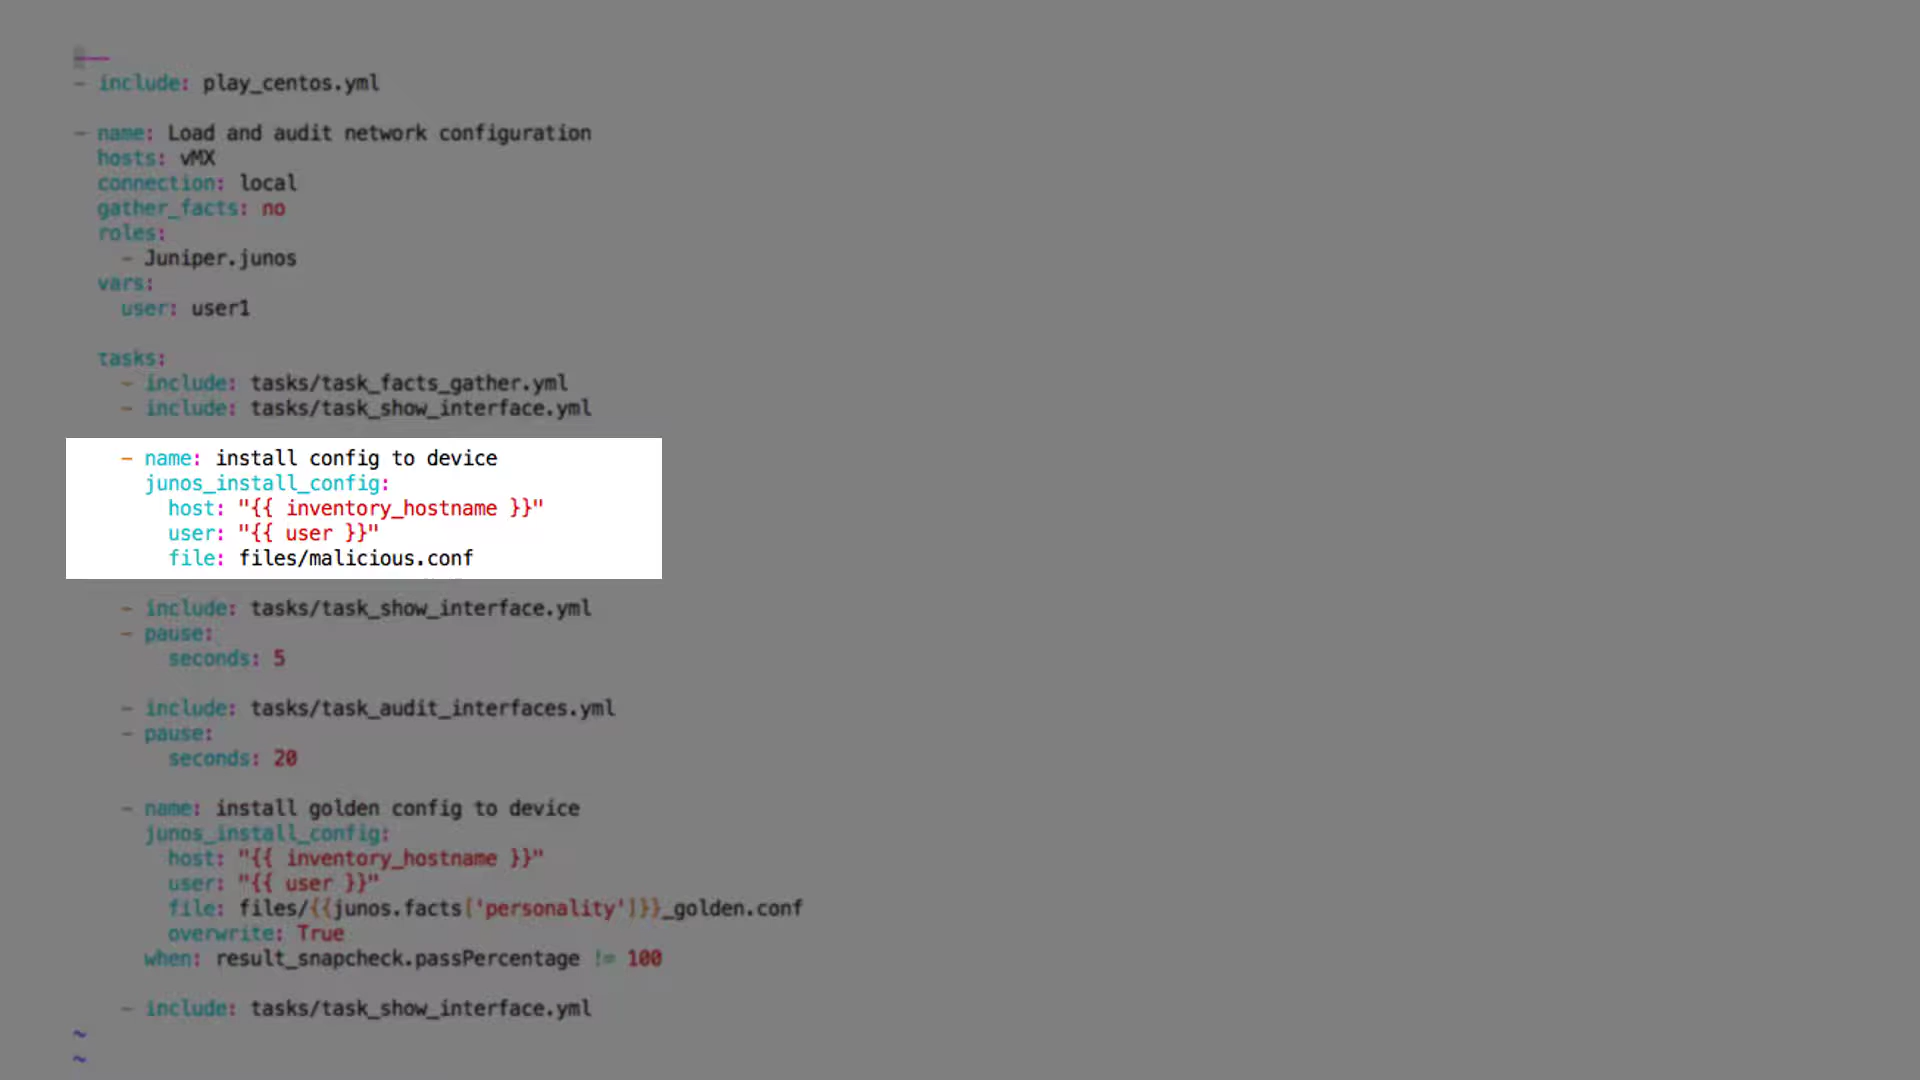 ---
- include: play_centos.yml
- name: Load and audit network configuration
hosts: vMX
connection: local
gather_facts: no
roles:
- Juniper.junos
vars:
user: user1
tasks:
- include: tasks/task_facts_gather.yml
- include: tasks/task_show_interface.yml
- name: install config to device
junos_install_config:
host: "{{ inventory_hostname }}"
user: "{{ user }}"
file: files/malicious.conf
- include: tasks/task_show_interface.yml
- pause:
seconds: 5
- include: tasks/task_audit_interfaces.yml
- pause:
seconds: 20
- name: install golden config to device
junos_install_config:
host: "{{ inventory_hostname }}"
user: "{{ user }}"
file: files/{{junos.facts['personality']}}_golden.conf
overwrite: True
when: result_snapcheck.passPercentage != 100
- include: tasks/task_show_interface.yml
~
~